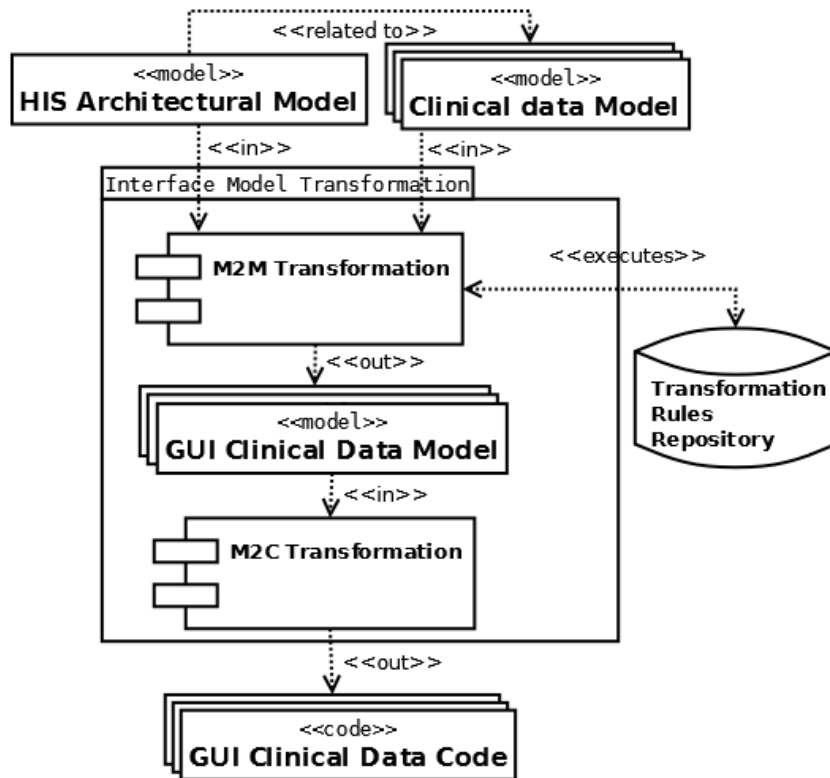 <<related to>>
<<model>>
HIS Architectural Model
<<model>>
Clinical data Model
<<in>>
<<in>>
Interface Model Transformation
M2M Transformation
<<executes>>
<<out>>
Transformation
Rules
Repository
<<model>>
GUI Clinical Data Model
<<in>>
M2C Transformation
<<out>>
<<code>>
GUI Clinical Data Code